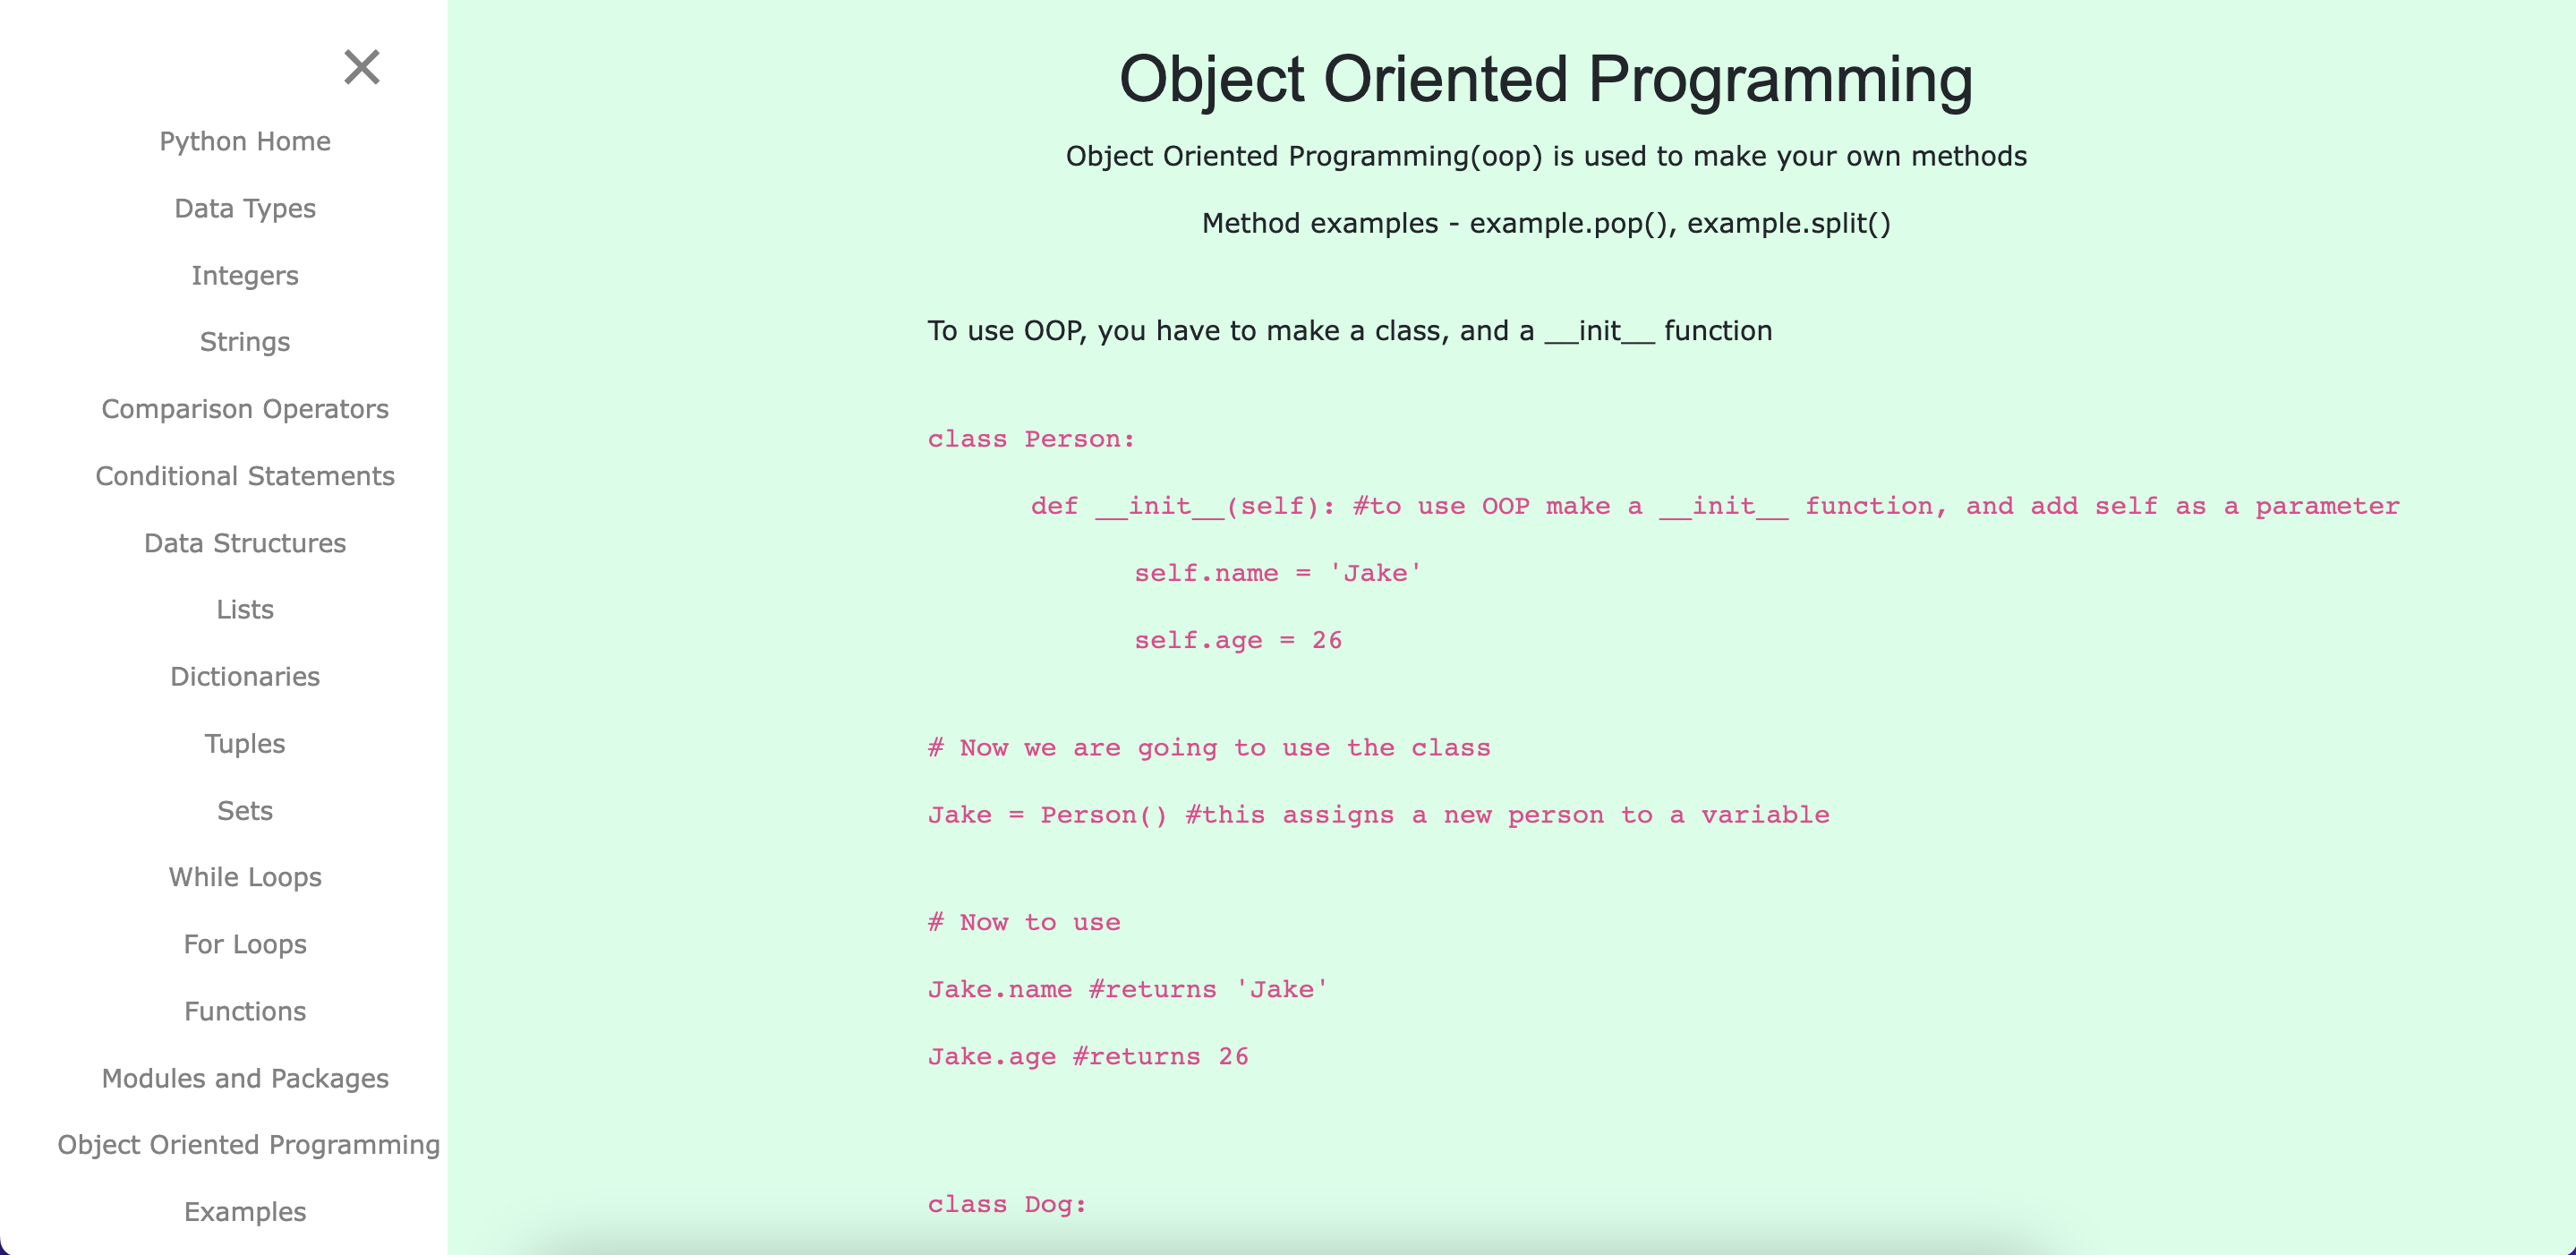 ×
Python Home
Data Types
Integers
Strings
Comparison Operators
Conditional Statements
Data Structures
Lists
Dictionaries
Tuples
Sets
While Loops
For Loops
Functions
Modules and Packages
Object Oriented Programming
Examples
Object Oriented Programming
Object Oriented Programming(oop) is used to make your own methods
Method examples - example.pop(), example.split()
To use OOP, you have to make a class, and a __init__ function
class Person:
def __init__(self): #to use OOP make a __init__ function, and add self as a parameter
self.name = 'Jake'
self.age = 26
# Now we are going to use the class
Jake = Person() #this assigns a new person to a variable
# Now to use
Jake.name #returns 'Jake'
Jake.age #returns 26
class Dog: